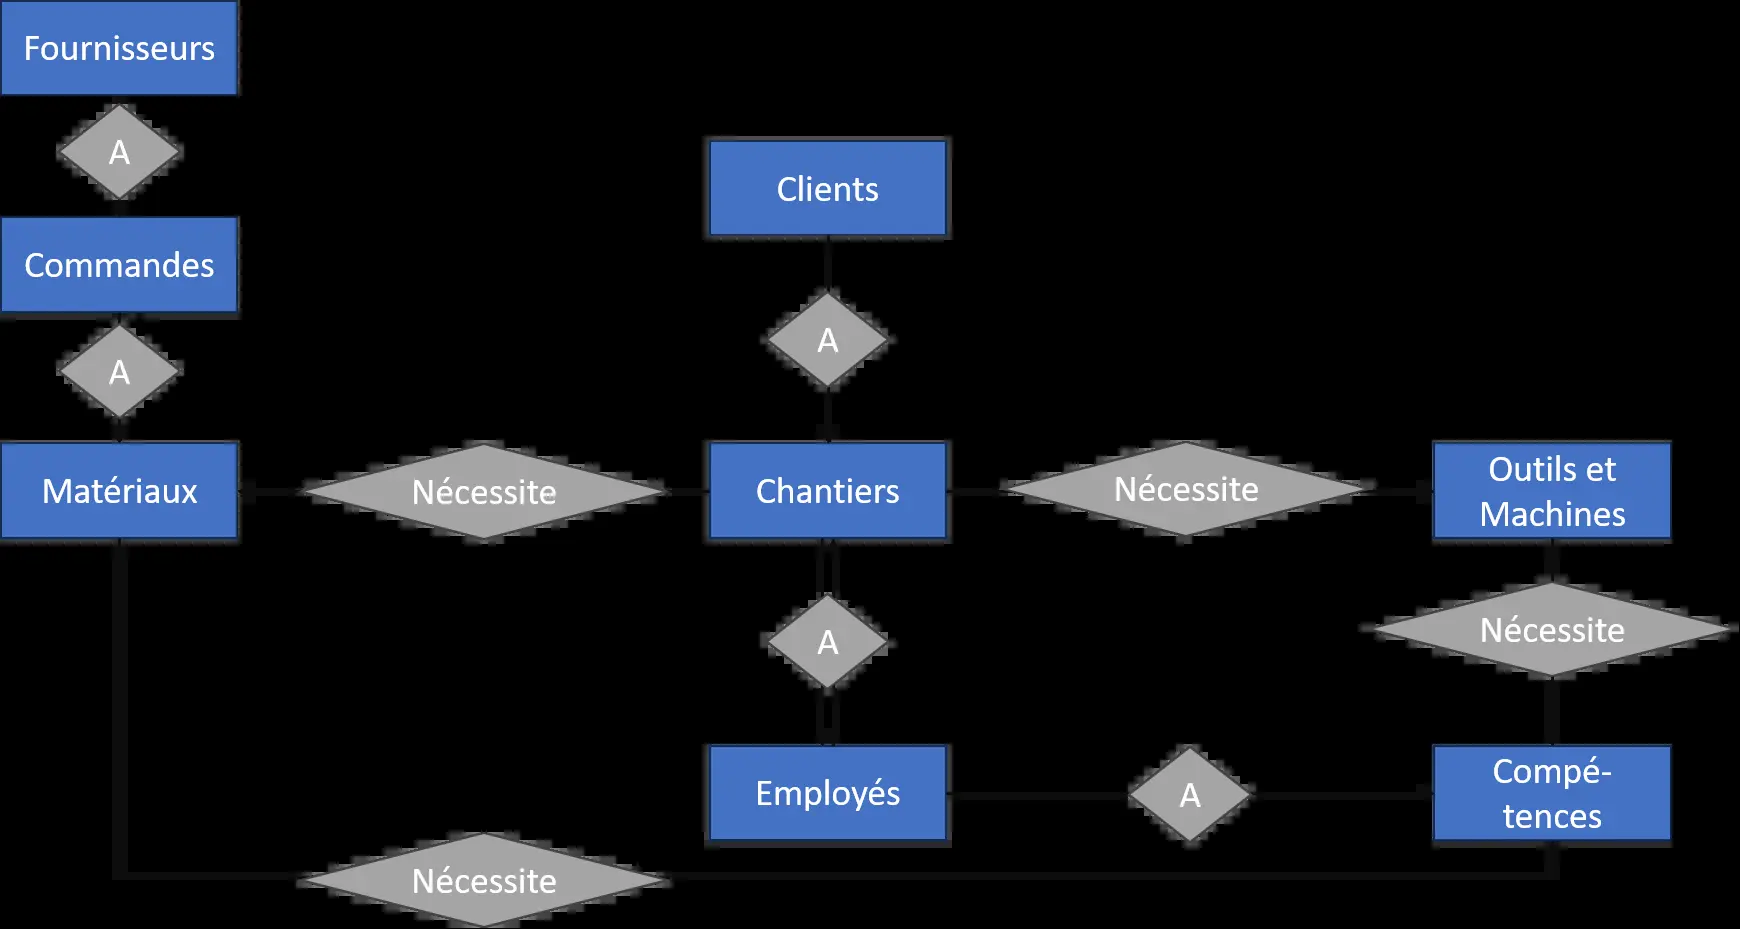 Fournisseurs
A
Clients
Commandes
A
A
Matériaux
Nécessite
Chantiers
Nécessite
Outils et
Machines
A
Nécessite
Employés
A
Compé-
tences
Nécessite